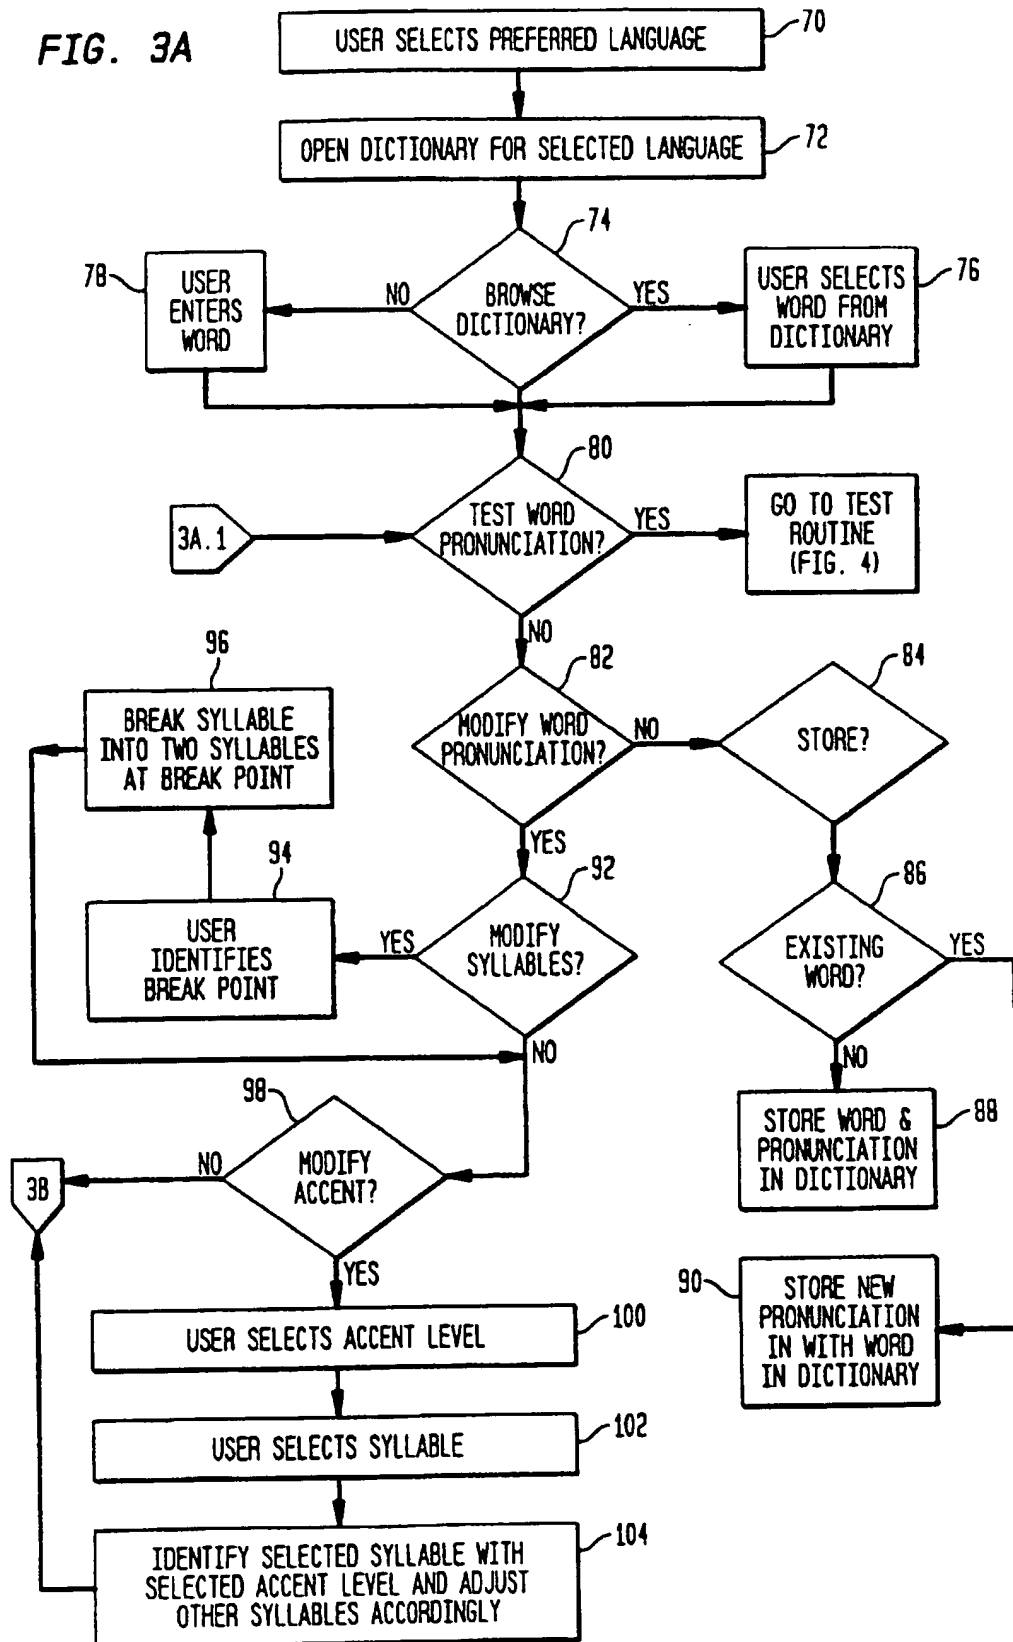 FIG. 3A
USER SELECTS PREFERRED LANGUAGE
70
OPEN DICTIONARY FOR SELECTED LANGUAGE
72
74
BROWSE
DICTIONARY?
NO
YES
78
USER
ENTERS
WORD
76
USER SELECTS
WORD FROM
DICTIONARY
80
3A.1
TEST WORD
PRONUNCIATION?
YES
GO TO TEST
ROUTINE
(FIG. 4)
NO
82
MODIFY WORD
PRONUNCIATION?
NO
84
STORE?
96
BREAK SYLLABLE
INTO TWO SYLLABLES
AT BREAK POINT
YES
94
USER
IDENTIFIES
BREAK POINT
YES
92
MODIFY
SYLLABLES?
NO
86
EXISTING
WORD?
YES
NO
88
STORE WORD &
PRONUNCIATION
IN DICTIONARY
98
MODIFY
ACCENT?
NO
3B
YES
90
STORE NEW
PRONUNCIATION
IN WITH WORD
IN DICTIONARY
USER SELECTS ACCENT LEVEL
100
USER SELECTS SYLLABLE
102
IDENTIFY SELECTED SYLLABLE WITH
SELECTED ACCENT LEVEL AND ADJUST
OTHER SYLLABLES ACCORDINGLY
104